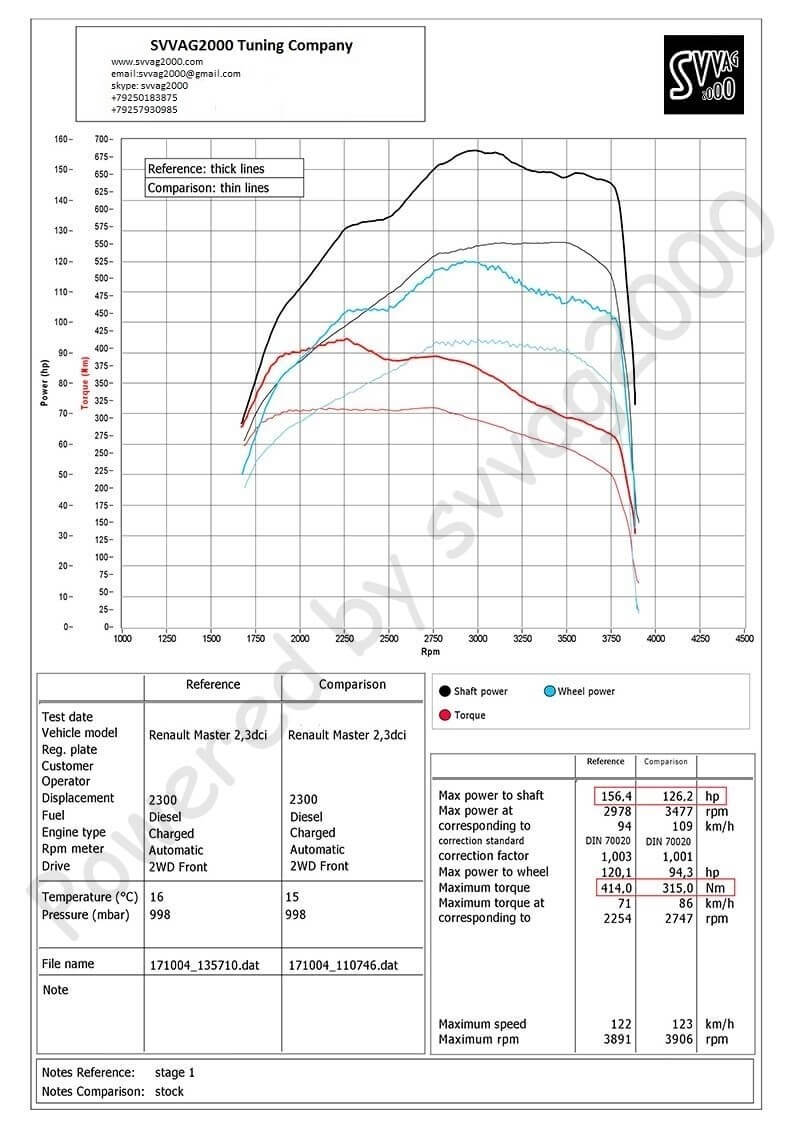 SVVAG2000 Tuning Company
www.svvag2000.com
email:svvag2000@gmail.com
skype: svvag2000
+79250183875
+79257930985
SVVAG
2000
Reference: thick lines
Comparison: thin lines
160 150 140 130 120 110 100 90 80 70 60 50 40 30 20 10 0
Power (hp)
700 675 650 625 600 575 550 525 500 475 450 425 400 375 350 325 300 275 250 225 200 175 150 125 100 75 50 25 0
Torque (Nm)
1000 1250 1500 1750 2000 2250 2500 2750 3000 3250 3500 3750 4000 4250 4500
Rpm
Powered by svvag2000
Reference Comparison
Test date
Vehicle model Renault Master 2,3dci Renault Master 2,3dci
Reg. plate
Customer
Operator
Displacement 2300 2300
Fuel Diesel Diesel
Engine type Charged Charged
Rpm meter Automatic Automatic
Drive 2WD Front 2WD Front
Temperature (°C) 16 15
Pressure (mbar) 998 998
File name 171004_135710.dat 171004_110746.dat
Note
Shaft power Wheel power
Torque
Reference Comparison
Max power to shaft 156,4 126,2 hp
Max power at 2978 3477 rpm
corresponding to 94 109 km/h
correction standard DIN 70020 DIN 70020
correction factor 1,003 1,001
Max power to wheel 120,1 94,3 hp
Maximum torque 414,0 315,0 Nm
Maximum torque at 71 86 km/h
corresponding to 2254 2747 rpm
Maximum speed 122 123 km/h
Maximum rpm 3891 3906 rpm
Notes Reference: stage 1
Notes Comparison: stock